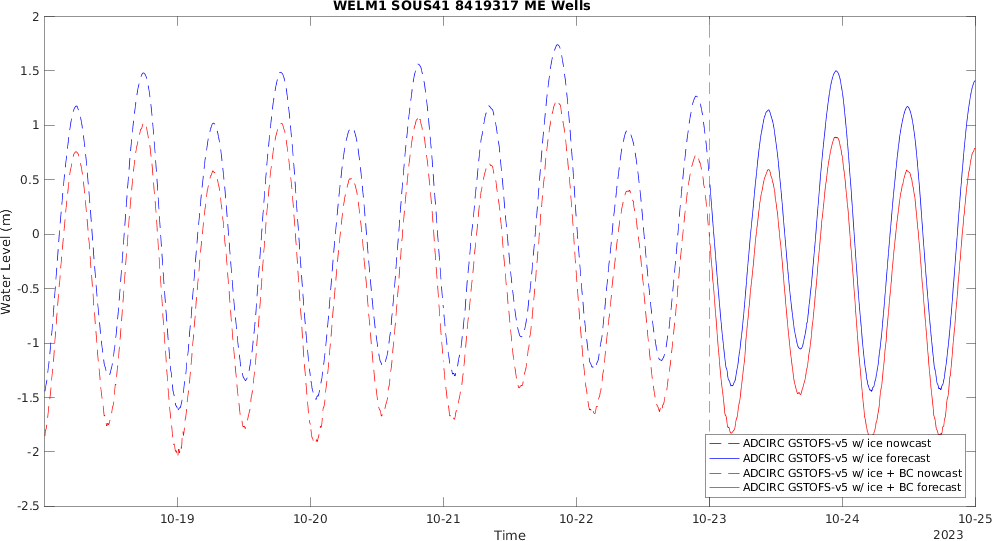 WELM1 SOUS41 8419317 ME Wells
2
1.5
1
0.5
0
-0.5
-1
-1.5
-2
-2.5
Water Level (m)
10-19
10-20
10-21
10-22
10-23
10-24
10-25
Time
2023
ADCIRC GSTOFS-v5 w/ ice nowcast
ADCIRC GSTOFS-v5 w/ ice forecast
ADCIRC GSTOFS-v5 w/ ice + BC nowcast
ADCIRC GSTOFS-v5 w/ ice + BC forecast